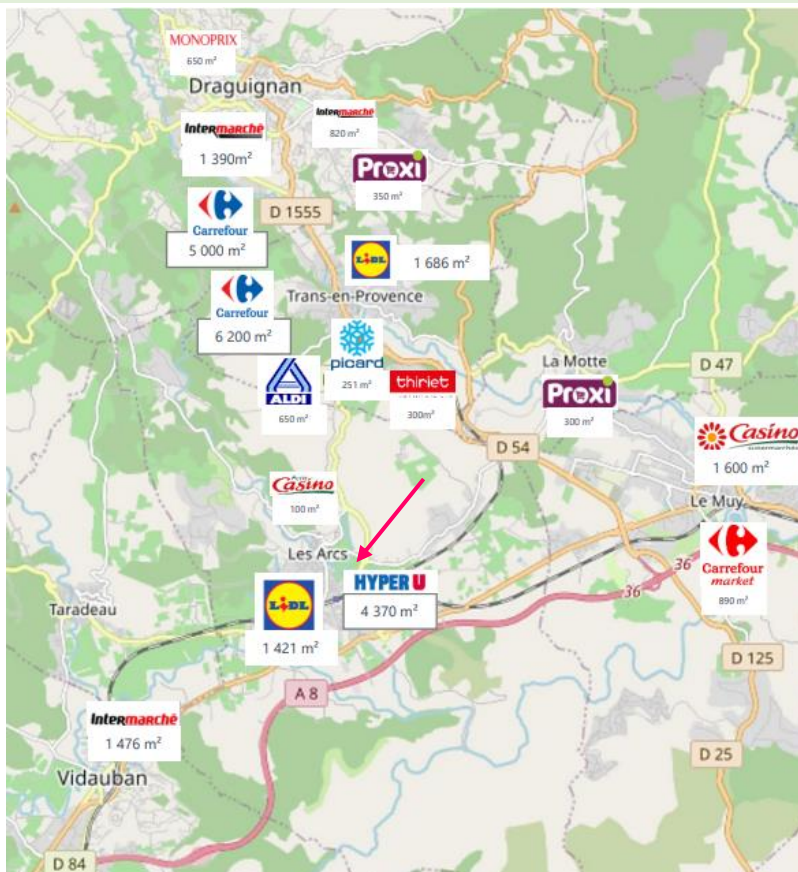 MONOPRIX
650 m²
Draguignan
Intermarché
1 390m²
Intermarché
820 m²
Proxi
350 m²
Carrefour
5 000 m²
D 1555
LIDL
1 686 m²
Trans-en-Provence
Carrefour
6 200 m²
picard
251 m²
ALDI
650 m²
thiriet
300m²
La Motte
D 47
Proxi
300 m²
Casino
supermarché
1 600 m²
D 54
Petit
Casino
100 m²
Le Muy
Les Arcs
Carrefour
market
890 m²
36
36
HYPER U
4 370 m²
LIDL
1 421 m²
Taradeau
D 125
A 8
Intermarché
1 476 m²
D 25
Vidauban
D 84